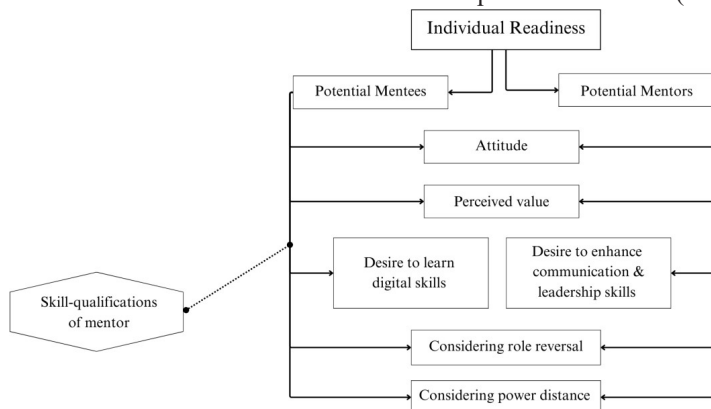 Individual Readiness
Potential Mentees
Potential Mentors
Attitude
Perceived value
Desire to learn
digital skills
Desire to enhance
communication &
leadership skills
Skill-qualifications
of mentor
Considering role reversal
Considering power distance